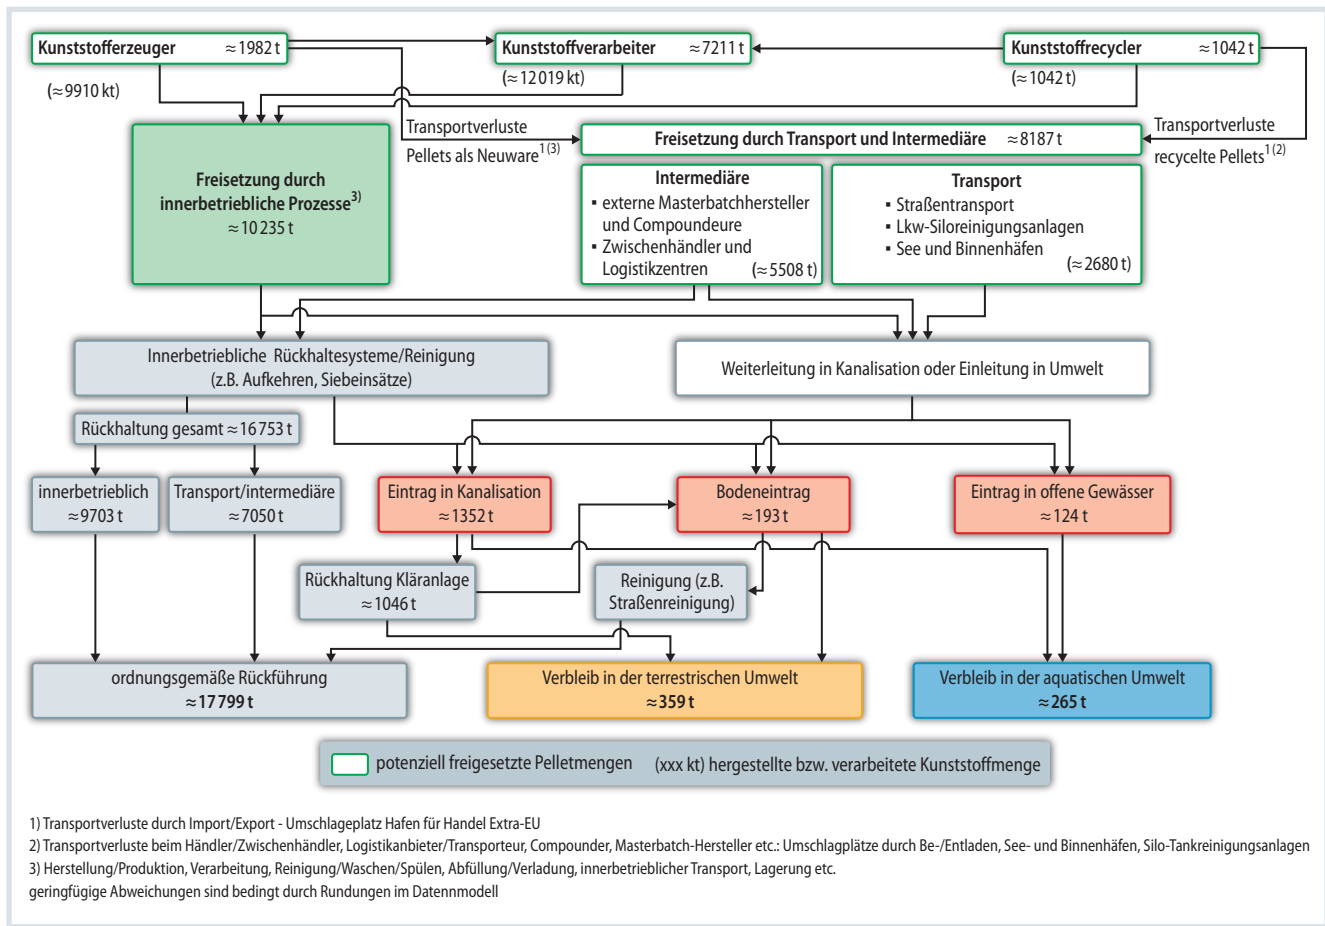 Kunststofferzeuger ≈ 1982 t
(≈ 9910 kt)
Kunststoffverarbeiter ≈ 7211 t
(≈ 12 019 kt)
Kunststoffrecycler ≈ 1042 t
(≈ 1042 t)
Transportverluste
Pellets als Neuware1 (3)
Freisetzung durch Transport und Intermediäre ≈ 8187 t
Transportverluste
recycelte Pellets1 (2)
Freisetzung durch
innerbetriebliche Prozesse3)
≈ 10 235 t
Intermediäre
▪ externe Masterbatchhersteller
und Compoundeure
▪ Zwischenhändler und
Logistikzentren (≈ 5508 t)
Transport
▪ Straßentransport
▪ Lkw-Siloreinigungsanlagen
▪ See und Binnenhäfen
(≈ 2680 t)
Innerbetriebliche Rückhaltesysteme/Reinigung
(z.B. Aufkehren, Siebeinsätze)
Weiterleitung in Kanalisation oder Einleitung in Umwelt
Rückhaltung gesamt ≈ 16 753 t
innerbetrieblich
≈ 9703 t
Transport/intermediäre
≈ 7050 t
Eintrag in Kanalisation
≈ 1352 t
Bodeneintrag
≈ 193 t
Eintrag in offene Gewässer
≈ 124 t
Rückhaltung Kläranlage
≈ 1046 t
Reinigung (z.B.
Straßenreinigung)
ordnungsgemäße Rückführung
≈ 17 799 t
Verbleib in der terrestrischen Umwelt
≈ 359 t
Verbleib in der aquatischen Umwelt
≈ 265 t
potenziell freigesetzte Pelletmengen (xxx kt) hergestellte bzw. verarbeitete Kunststoffmenge
1) Transportverluste durch Import/Export - Umschlageplatz Hafen für Handel Extra-EU
2) Transportverluste beim Händler/Zwischenhändler, Logistikanbieter/Transporteur, Compounder, Masterbatch-Hersteller etc.: Umschlagplätze durch Be-/Entladen, See- und Binnenhäfen, Silo-Tankreinigungsanlagen
3) Herstellung/Produktion, Verarbeitung, Reinigung/Waschen/Spülen, Abfüllung/Verladung, innerbetrieblicher Transport, Lagerung etc.
geringfügige Abweichungen sind bedingt durch Rundungen im Datennmodell